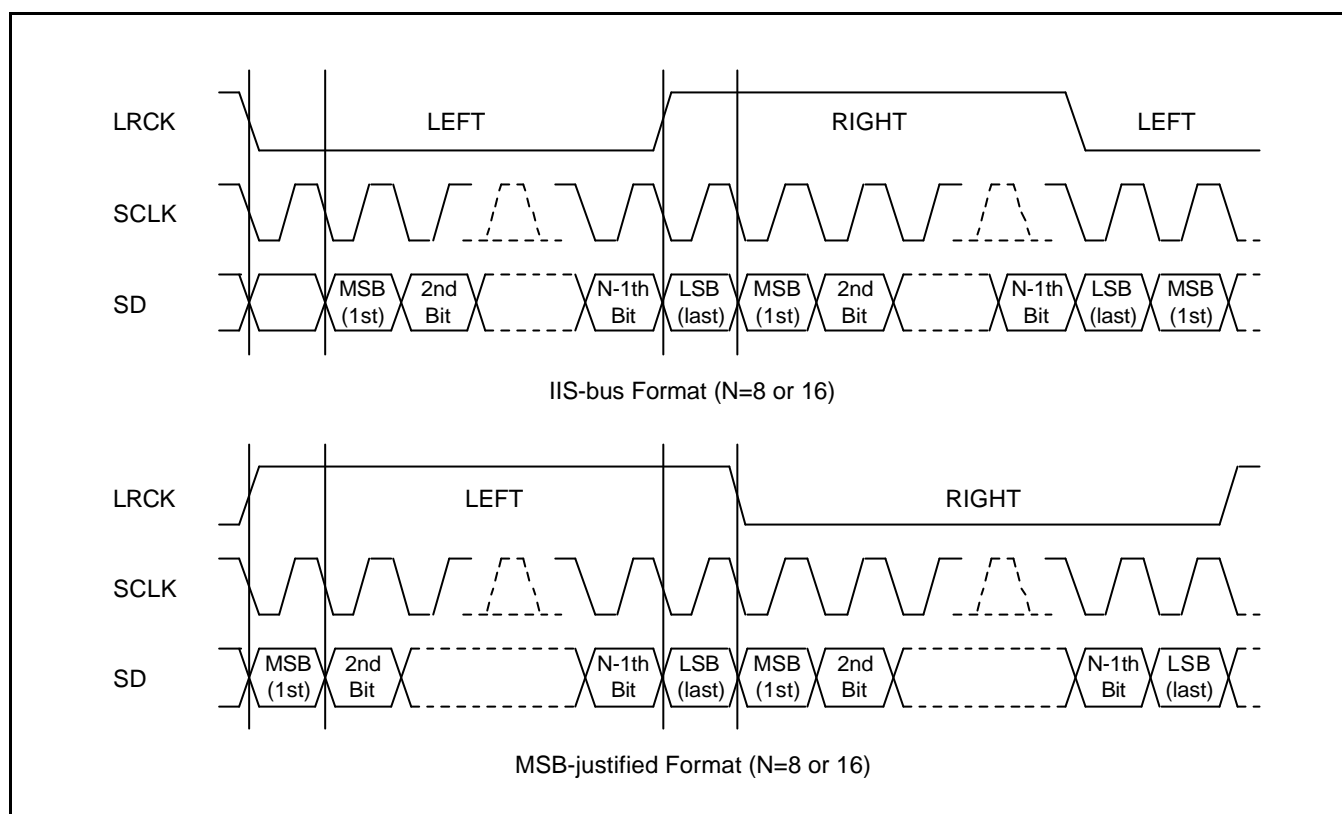 LRCK LEFT RIGHT LEFT
SCLK
SD
MSB (1st)
2nd Bit
N-1th Bit
LSB (last)
MSB (1st)
2nd Bit
N-1th Bit
LSB (last)
MSB (1st)
IIS-bus Format (N=8 or 16)
LRCK LEFT RIGHT
SCLK
SD
MSB (1st)
2nd Bit
N-1th Bit
LSB (last)
MSB (1st)
2nd Bit
N-1th Bit
LSB (last)
MSB-justified Format (N=8 or 16)